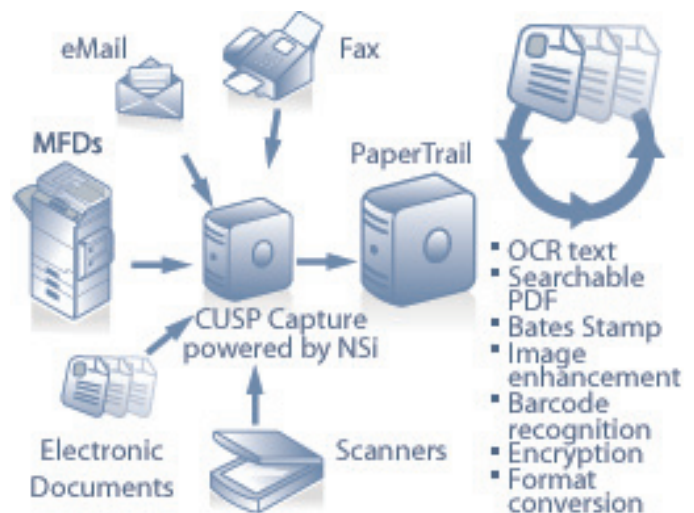 eMail
Fax
MFDs
PaperTrail
CUSP Capture
powered by NSi
Electronic
Documents
Scanners
▪ OCR text
▪ Searchable
PDF
▪ Bates Stamp
▪ Image
enhancement
▪ Barcode
recognition
▪ Encryption
▪ Format
conversion